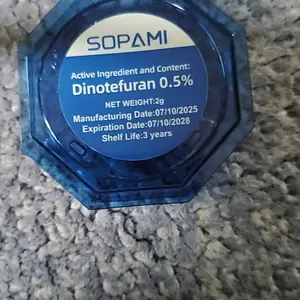 SOPAMI
Active Ingredient and Content:
Dinotefuran 0.5%
NET WEIGHT:2g
Manufacturing Date:07/10/2025
Expiration Date:07/10/2028
Shelf Life:3 years